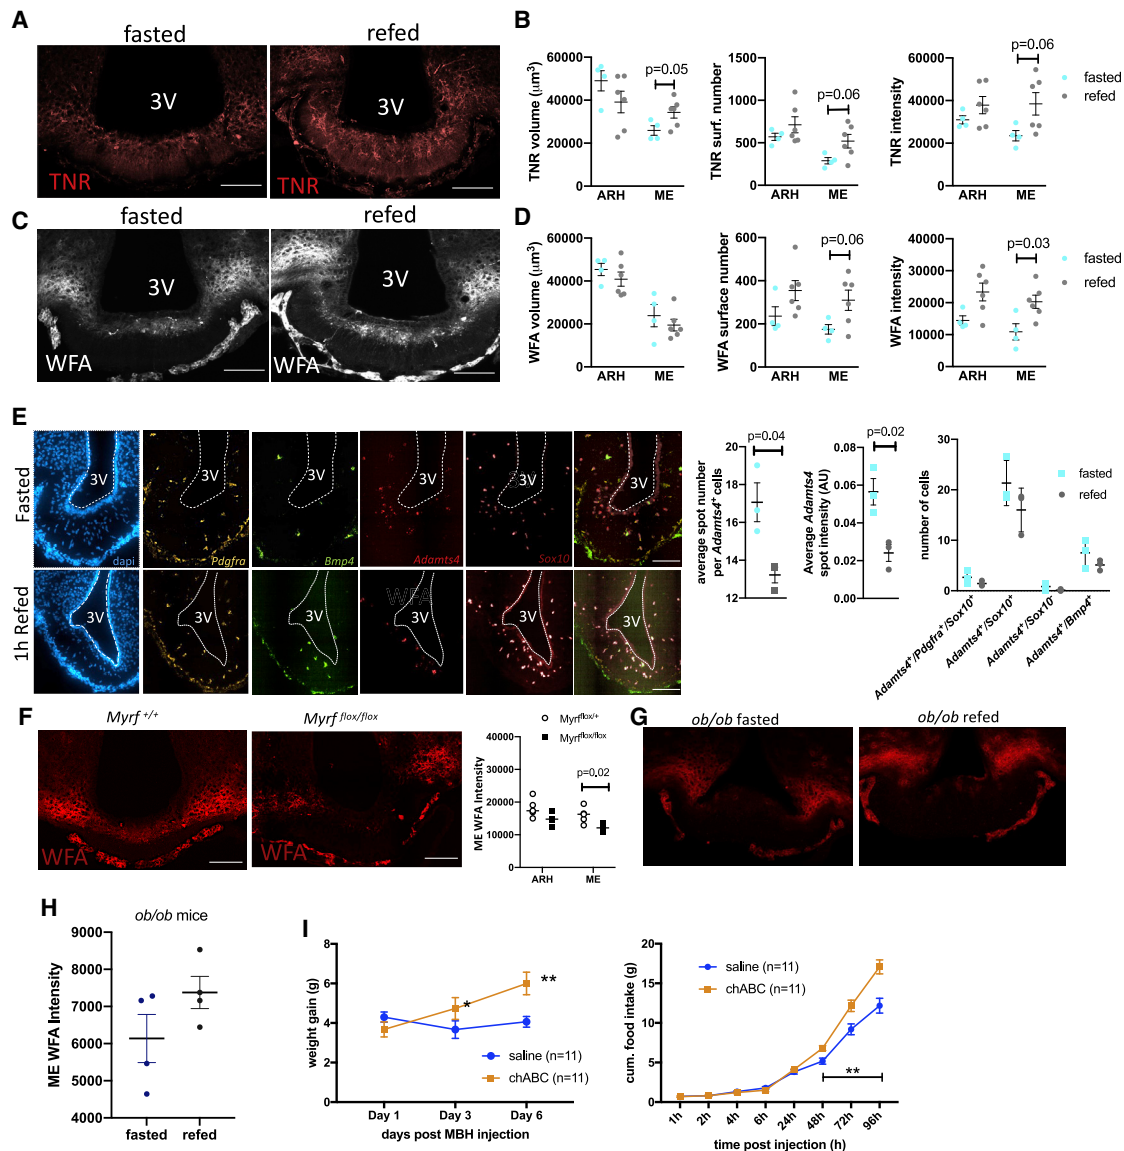 A
fasted
refed
3V
3V
TNR
TNR
B
TNR volume (μm³)
60000
40000
20000
0
ARH
ME
p=0.05
TNR surf. number
1500
1000
500
0
ARH
ME
p=0.06
TNR intensity
60000
40000
20000
0
ARH
ME
p=0.06
fasted
refed
C
fasted
refed
3V
3V
WFA
WFA
D
WFA volume (μm³)
60000
40000
20000
0
ARH
ME
WFA surface number
600
400
200
0
ARH
ME
p=0.06
WFA intensity
40000
30000
20000
10000
0
ARH
ME
p=0.03
fasted
refed
E
Fasted
3V
3V
3V
3V
3V
dapi
Pdgfra
Bmp4
Adamts4
Sox10
1h Refed
3V
3V
3V
WFA
3V
3V
3V
average spot number
per Adamts4⁺ cells
20
18
16
14
12
p=0.04
Average Adamts4
spot intensity (AU)
0.08
0.06
0.04
0.02
0.00
p=0.02
number of cells
30
20
10
0
fasted
refed
Adamts4⁺/Pdgfra⁺/Sox10⁺
Adamts4⁺/Sox10⁺
Adamts4⁺/Sox10⁻
Adamts4⁺/Bmp4⁺
F
Myrf +/+
Myrf flox/flox
WFA
WFA
Myrf flox/+
Myrf flox/flox
ME WFA Intensity
40000
30000
20000
10000
0
ARH
ME
p=0.02
G
ob/ob fasted
ob/ob refed
H
ob/ob mice
ME WFA Intensity
9000
8000
7000
6000
5000
4000
fasted
refed
I
weight gain (g)
8
6
4
2
0
*
**
saline (n=11)
chABC (n=11)
Day 1
Day 3
Day 6
days post MBH injection
cum. food intake (g)
20
15
10
5
0
saline (n=11)
chABC (n=11)
**
1h
2h
4h
6h
24h
48h
72h
96h
time post injection (h)